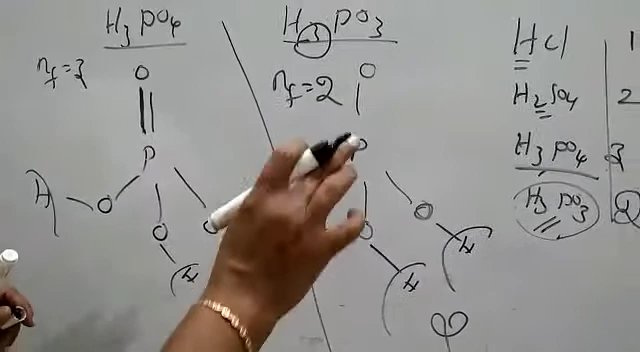 H3PO4
nf=3
O
P
H O O
O
H
H3PO3
nf=2
O
P
O O
H
H
HCl 1
H2SO4 2
H3PO4 3
H3PO3 2